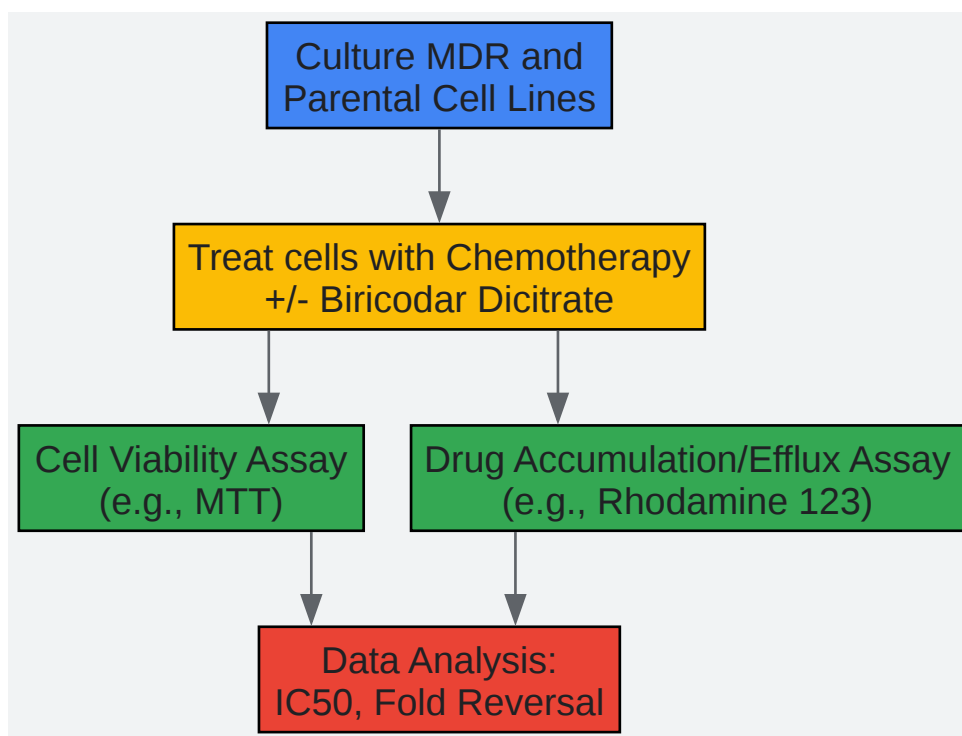 Culture MDR and
Parental Cell Lines
Treat cells with Chemotherapy
+/- Biricodar Dicitrate
Cell Viability Assay
(e.g., MTT)
Drug Accumulation/Efflux Assay
(e.g., Rhodamine 123)
Data Analysis:
IC50, Fold Reversal